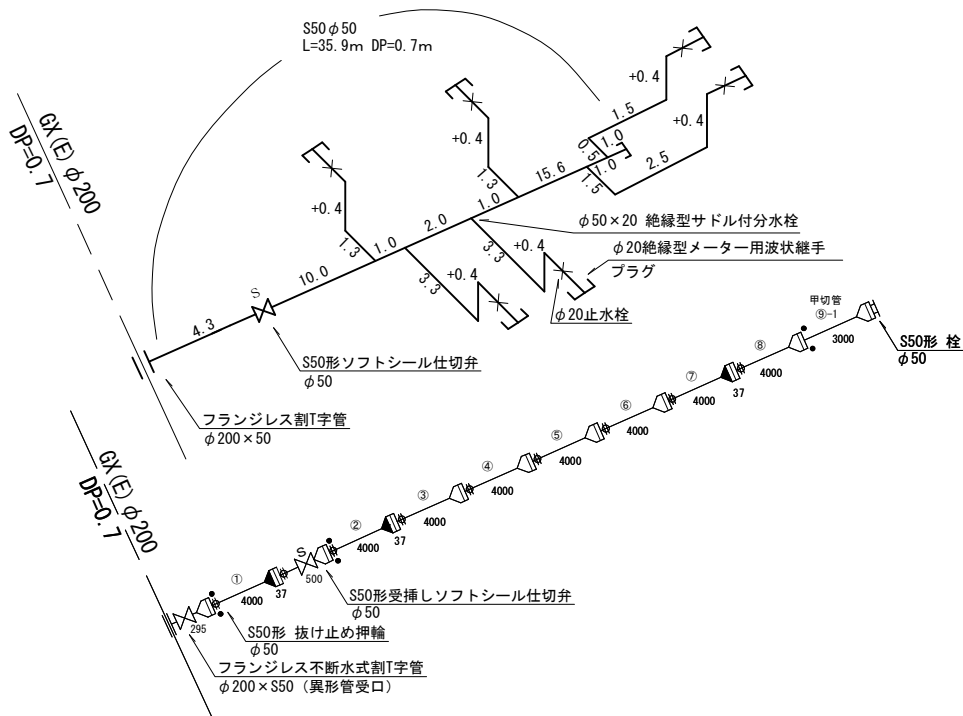 S50φ50
L=35.9m DP=0.7m
GX(E)φ200
DP=0.7
+0.4
1.5
+0.4
+0.4
1.0
0.5
1.0
2.5
1.5
15.6
1.3
1.0
+0.4
2.0
1.0
1.3
10.0
3.3
+0.4
3.3
+0.4
S
4.3
φ50×20 絶縁型サドル付分水栓
φ20絶縁型メーター用波状継手
プラグ
φ20止水栓
S50形ソフトシール仕切弁
φ50
フランジレス割T字管
φ200×50
甲切管
⑨-1
3000
S50形 栓
φ50
⑧
4000
37
⑦
4000
⑥
4000
⑤
4000
④
4000
③
4000
37
②
4000
S
500
37
①
4000
295
GX(E)φ200
DP=0.7
S50形受挿しソフトシール仕切弁
φ50
S50形 抜け止め押輪
φ50
フランジレス不断水式割T字管
φ200×S50（異形管受口）